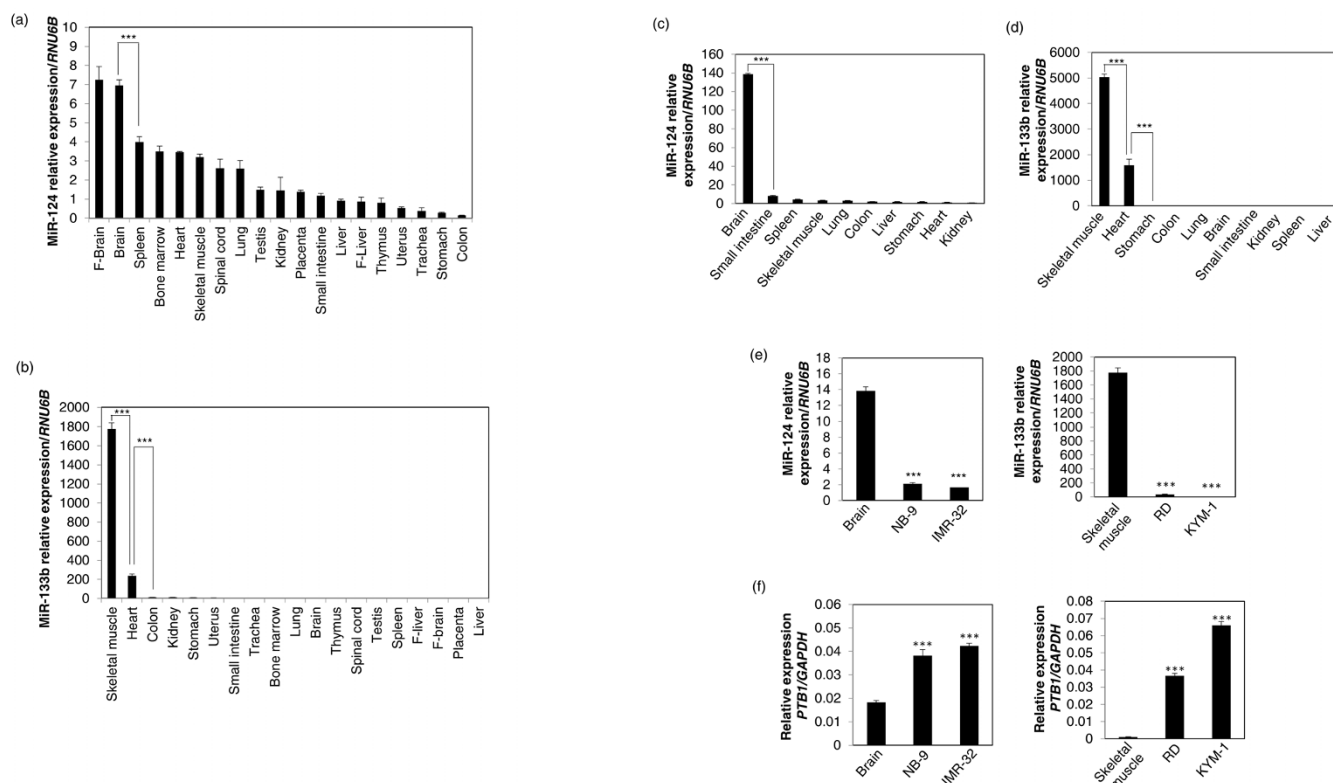 (a)
MiR-124 relative expression/RNU6B
10
9
8
7
6
5
4
3
2
1
0
***
F-Brain
Brain
Spleen
Bone marrow
Heart
Skeletal muscle
Spinal cord
Lung
Testis
Kidney
Placenta
Small intestine
Liver
F-Liver
Thymus
Uterus
Trachea
Stomach
Colon
(b)
MiR-133b relative expression/RNU6B
2000
1800
1600
1400
1200
1000
800
600
400
200
0
***
***
Skeletal muscle
Heart
Colon
Kidney
Stomach
Uterus
Small intestine
Trachea
Bone marrow
Lung
Brain
Thymus
Spinal cord
Testis
Spleen
F-liver
F-brain
Placenta
Liver
(c)
MiR-124 relative
expression/RNU6B
160
140
120
100
80
60
40
20
0
***
Brain
Small intestine
Spleen
Skeletal muscle
Lung
Colon
Liver
Stomach
Heart
Kidney
(d)
MiR-133b relative
expression/RNU6B
6000
5000
4000
3000
2000
1000
0
***
***
Skeletal muscle
Heart
Stomach
Colon
Lung
Brain
Small intestine
Kidney
Spleen
Liver
(e)
MiR-124 relative
expression/RNU6B
18
16
14
12
10
8
6
4
2
0
***
***
Brain
NB-9
IMR-32
MiR-133b relative
expression/RNU6B
2000
1800
1600
1400
1200
1000
800
600
400
200
0
***
***
Skeletal
muscle
RD
KYM-1
(f)
Relative expression
PTB1/GAPDH
0.06
0.05
0.04
0.03
0.02
0.01
0
***
***
Brain
NB-9
IMR-32
Relative expression
PTB1/GAPDH
0.08
0.07
0.06
0.05
0.04
0.03
0.02
0.01
0
***
***
Skeletal
muscle
RD
KYM-1